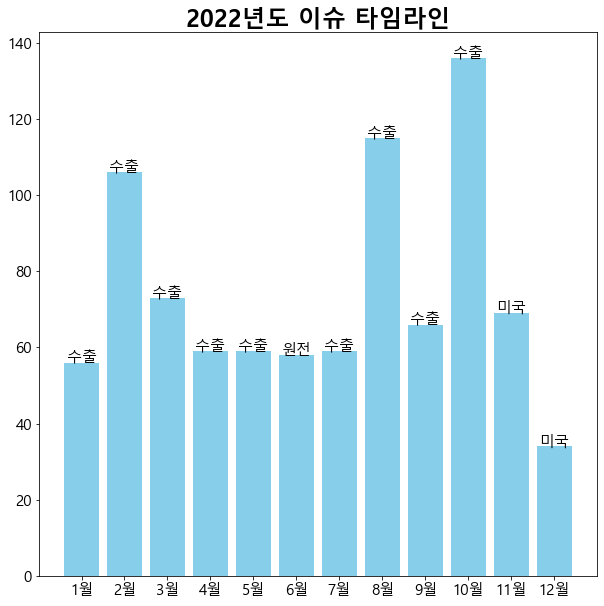 2022년도 이슈 타임라인
140
120
100
80
60
40
20
0
수출
수출
수출
수출
수출
원전
수출
수출
수출
수출
미국
미국
1월 2월 3월 4월 5월 6월 7월 8월 9월 10월 11월 12월